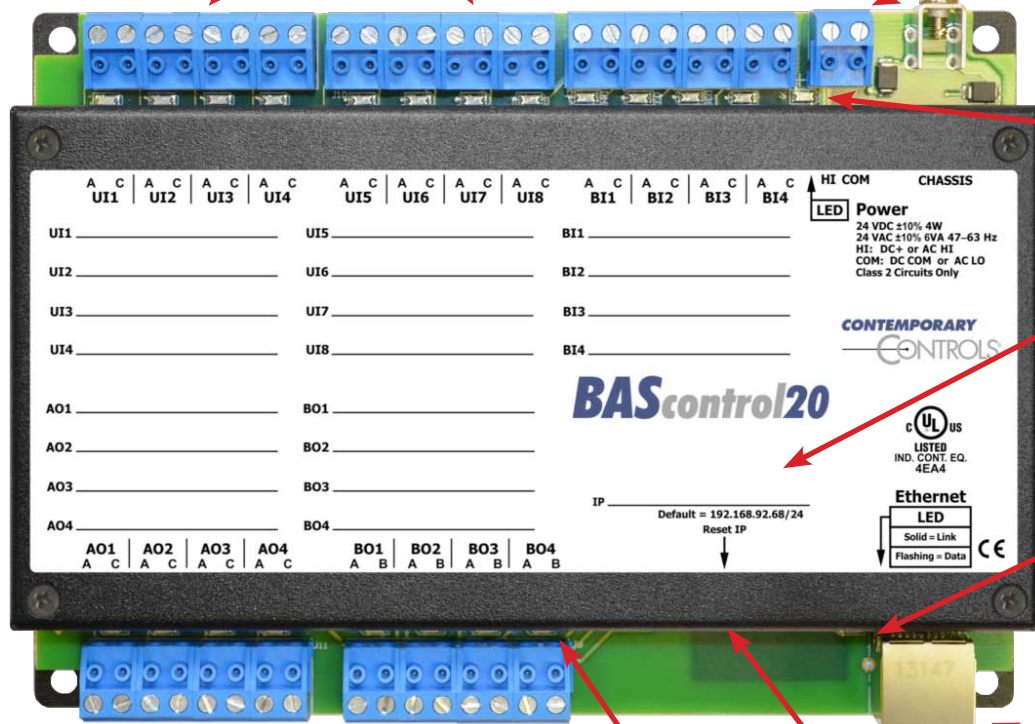 A C A C A C A C
UI1 UI2 UI3 UI4
A C A C A C A C
UI5 UI6 UI7 UI8
A C A C A C A C
BI1 BI2 BI3 BI4
HI COM
CHASSIS
LED Power
24 VDC ±10% 4W
24 VAC ±10% 6VA 47–63 Hz
HI: DC+ or AC HI
COM: DC COM or AC LO
Class 2 Circuits Only
UI1
UI2
UI3
UI4
UI5
UI6
UI7
UI8
BI1
BI2
BI3
BI4
CONTEMPORARY
CONTROLS
BAScontrol20
AO1
AO2
AO3
AO4
BO1
BO2
BO3
BO4
C UL US
LISTED
IND. CONT. EQ.
4EA4
IP
Default = 192.168.92.68/24
Reset IP
Ethernet
LED
Solid = Link
Flashing = Data
CE
AO1 AO2 AO3 AO4
A C A C A C A C
BO1 BO2 BO3 BO4
A B A B A B A B
13147